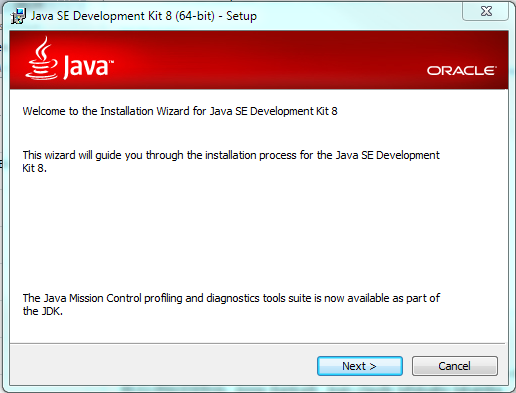 Java SE Development Kit 8 (64-bit) - Setup
Java™
ORACLE®
Welcome to the Installation Wizard for Java SE Development Kit 8
This wizard will guide you through the installation process for the Java SE Development
Kit 8.
The Java Mission Control profiling and diagnostics tools suite is now available as part of
the JDK.
Next >
Cancel